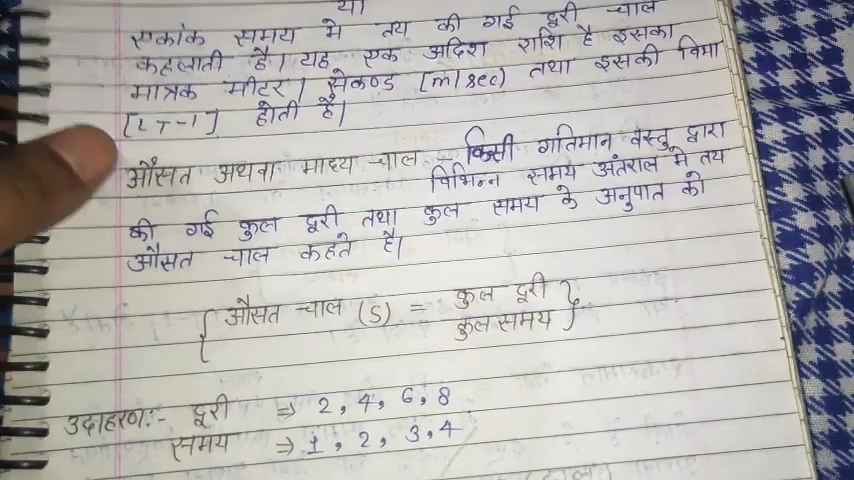 या
एकांक समय मे तय की गई दूरी चाल
कहलाती है। यह एक अदिश राशि है इसका
मात्रक मीटर/सेकण्ड (m/sec) तथा इसकी विमा
[LT-1] होती है।
औसत अथवा माध्य चाल - किसी गतिमान वस्तु द्वारा
विभिन्न समय अंतराल मे तय
की गई कुल दूरी तथा कुल समय के अनुपात को
औसत चाल कहते है।
{औसत चाल (S) = कुल दूरी
कुल समय}
उदाहरण:- दूरी ⇒ 2, 4, 6, 8
समय ⇒ 1, 2, 3, 4